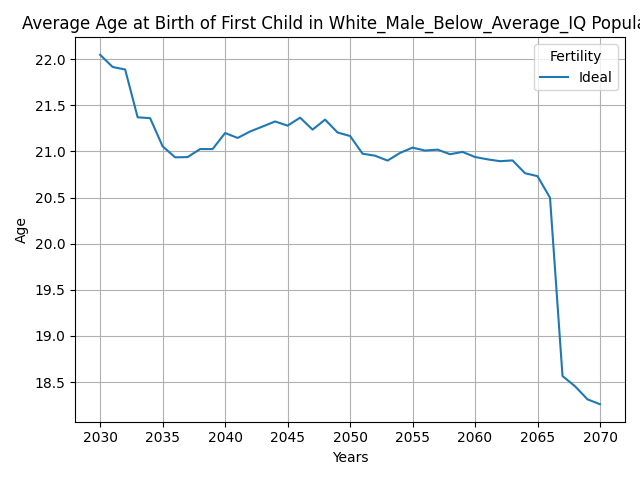 Average Age at Birth of First Child in White_Male_Below_Average_IQ Popula
Fertility
Ideal
22.0
21.5
21.0
20.5
20.0
19.5
19.0
18.5
Age
2030 2035 2040 2045 2050 2055 2060 2065 2070
Years